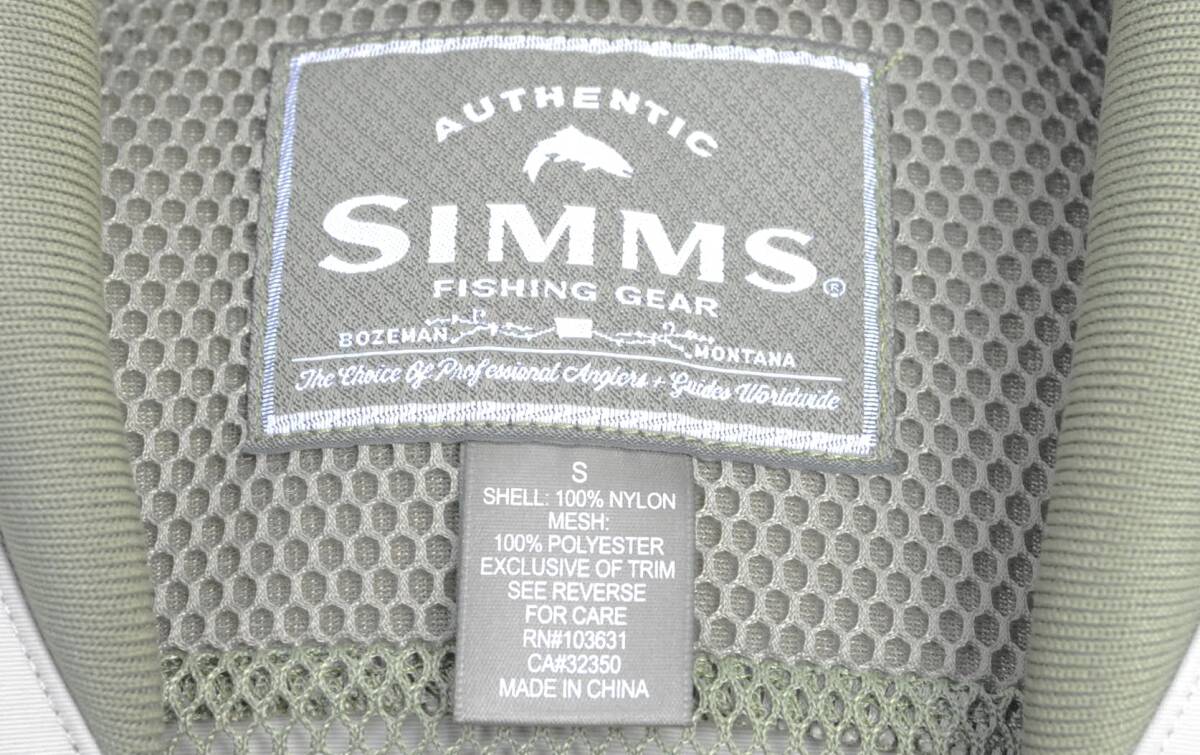 AUTHENTIC
SIMMS®
FISHING GEAR
BOZEMAN MONTANA
The Choice Of Professional Anglers + Guides Worldwide
S
SHELL: 100% NYLON
MESH:
100% POLYESTER
EXCLUSIVE OF TRIM
SEE REVERSE
FOR CARE
RN#103631
CA#32350
MADE IN CHINA